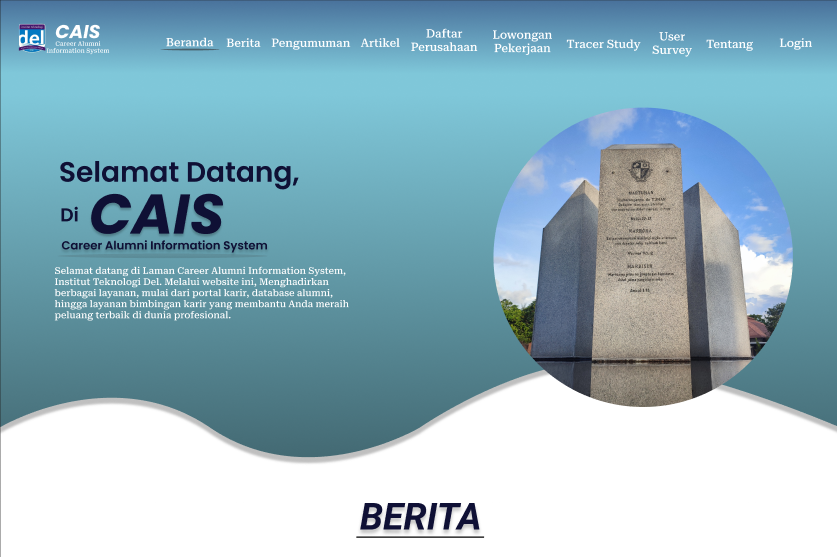 del
CAIS
Career Alumni
Information System
Beranda
Berita
Pengumuman
Artikel
Daftar
Perusahaan
Lowongan
Pekerjaan
Tracer Study
User
Survey
Tentang
Login
Selamat Datang,
Di CAIS
Career Alumni Information System
Selamat datang di Laman Career Alumni Information System,
Institut Teknologi Del. Melalui website ini, Menghadirkan
berbagai layanan, mulai dari portal karir, database alumni,
hingga layanan bimbingan karir yang membantu Anda meraih
peluang terbaik di dunia profesional.
MARTUHAN
MARROHA
MARBISUK
BERITA